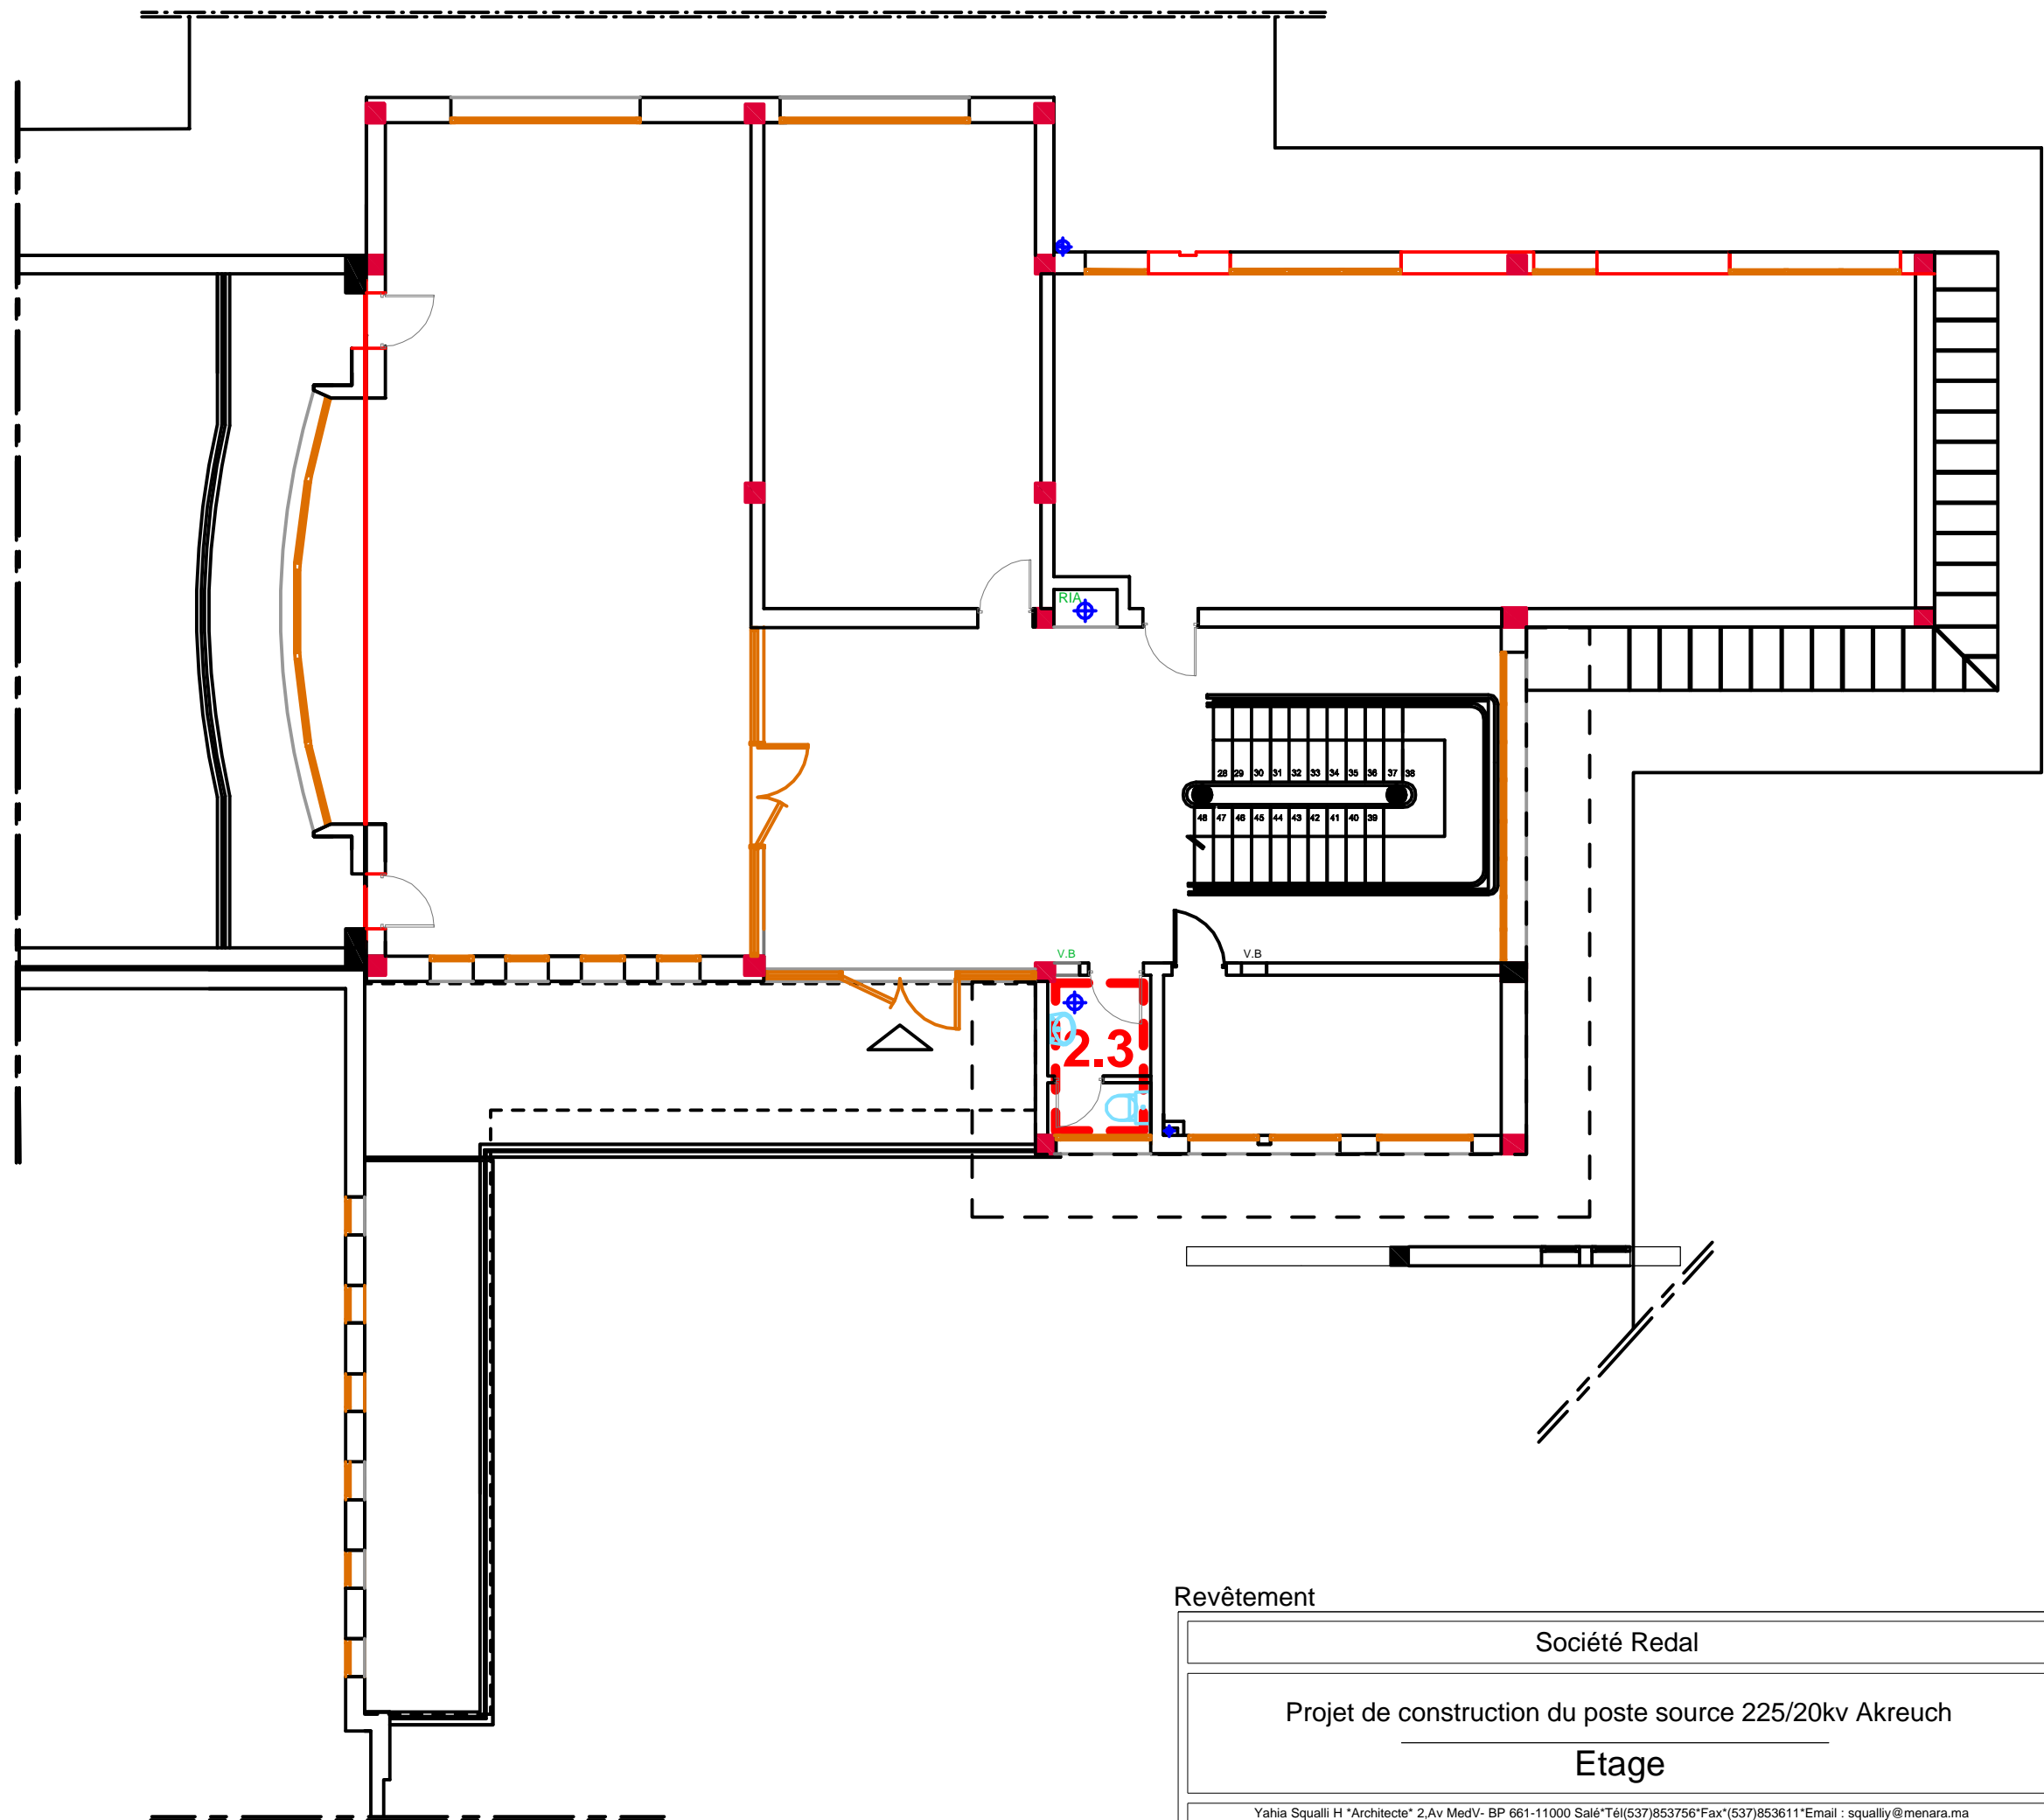 RIA
28 29 30 31 32 33 34 35 36 37 38
48 47 46 45 44 43 42 41 40 39
V.B
V.B
2.3
Revêtement
Société Redal
Projet de construction du poste source 225/20kv Akreuch
Etage
Yahia Squalli H *Architecte* 2,Av MedV- BP 661-11000 Salé*Tél(537)853756*Fax*(537)853611*Email : squalliy@menara.ma